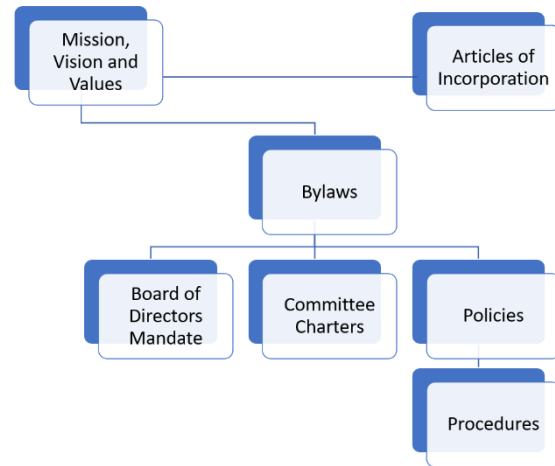 Mission,
Vision and
Values
Articles of
Incorporation
Bylaws
Board of
Directors
Mandate
Committee
Charters
Policies
Procedures